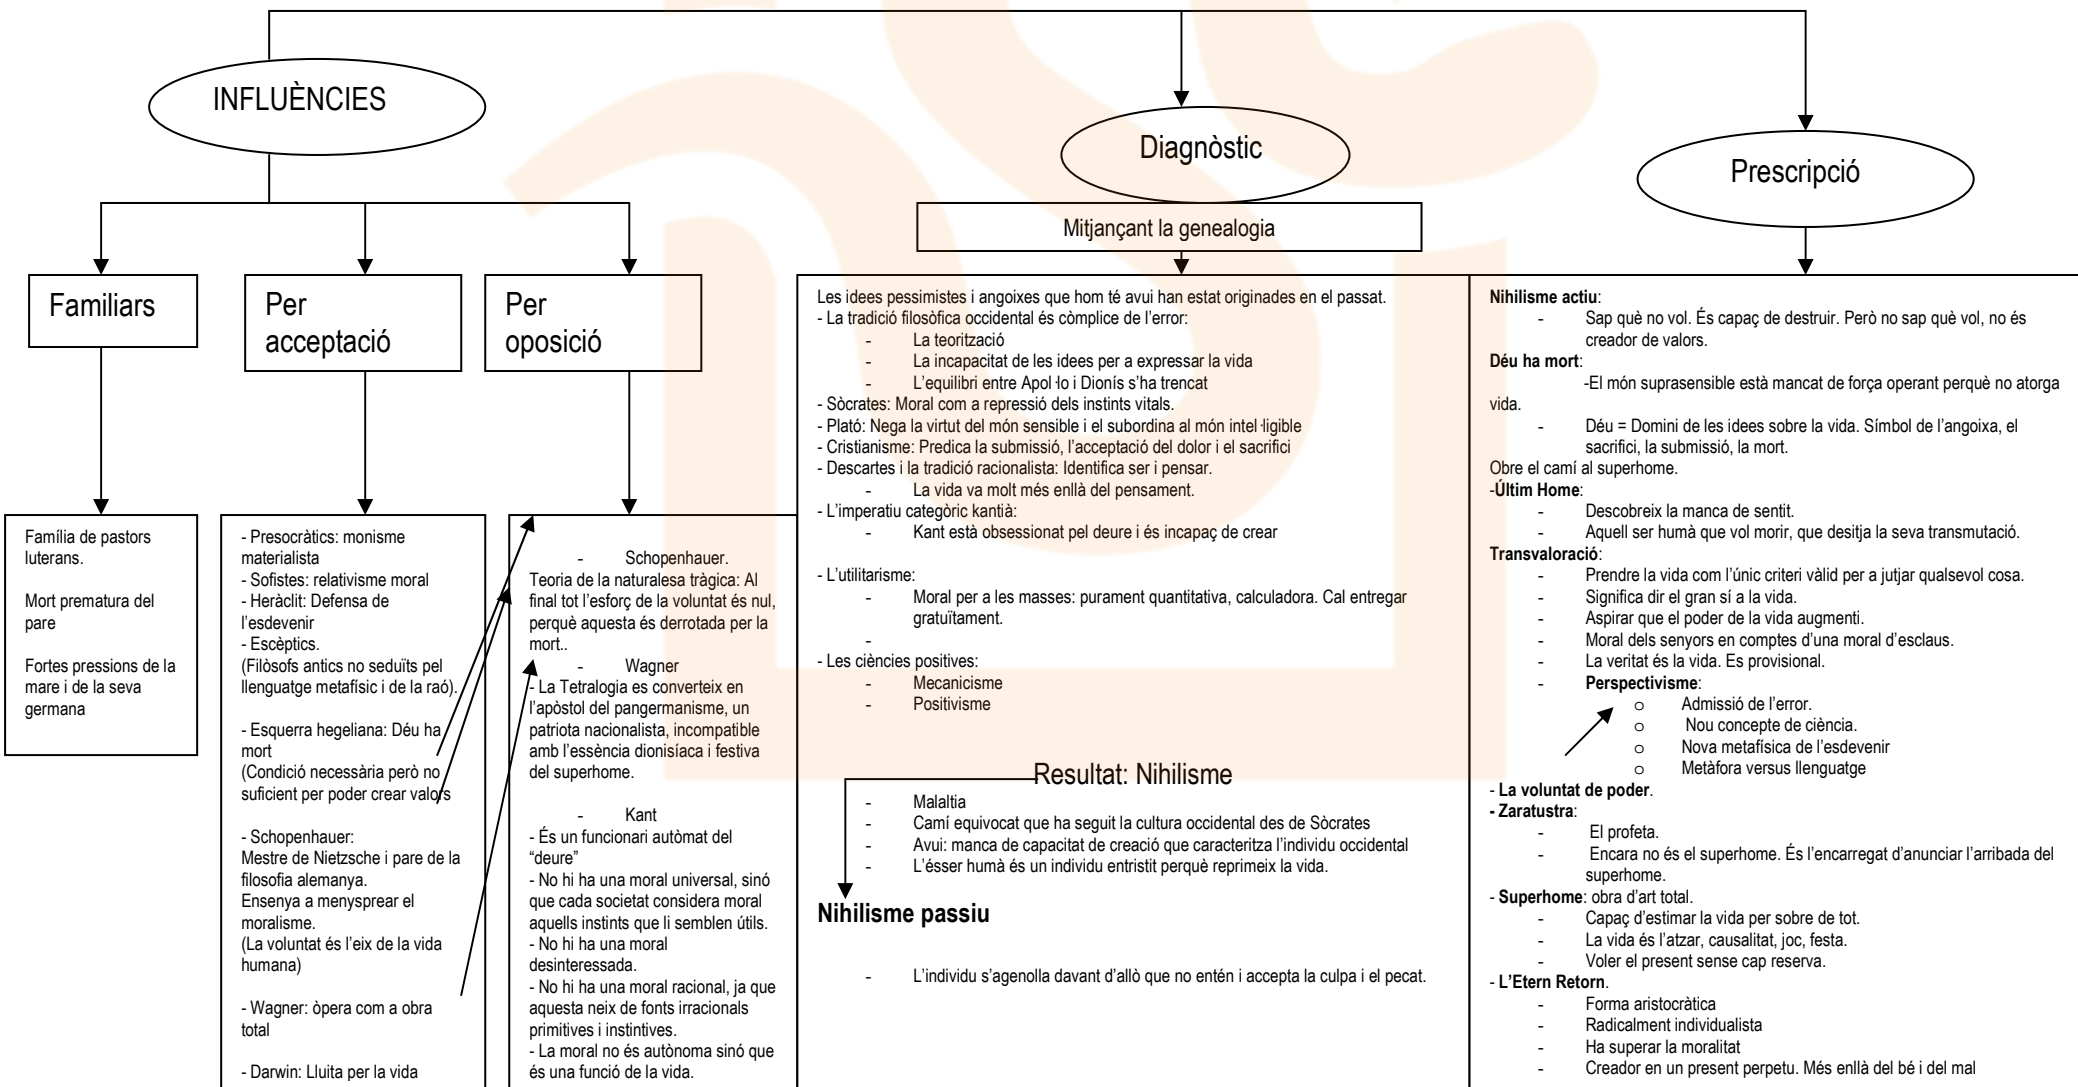 INFLUÈNCIES
Diagnòstic
Prescripció
Mitjançant la genealogia
Familiars
Per
acceptació
Per
oposició
Família de pastors
luterans.
Mort prematura del
pare
Fortes pressions de la
mare i de la seva
germana
- Presocràtics: monisme
materialista
- Sofistes: relativisme moral
- Heràclit: Defensa de
l’esdevenir
- Escèptics.
(Filòsofs antics no seduïts pel
llenguatge metafísic i de la raó).
- Esquerra hegeliana: Déu ha
mort
(Condició necessària però no
suficient per poder crear valors
- Schopenhauer:
Mestre de Nietzsche i pare de la
filosofia alemanya.
Ensenya a menysprear el
moralisme.
(La voluntat és l’eix de la vida
humana)
- Wagner: òpera com a obra
total
- Darwin: Lluita per la vida
- Schopenhauer.
Teoria de la naturalesa tràgica: Al
final tot l’esforç de la voluntat és nul,
perquè aquesta és derrotada per la
mort..
- Wagner
- La Tetralogia es converteix en
l’apòstol del pangermanisme, un
patriota nacionalista, incompatible
amb l’essència dionisíaca i festiva
del superhome.
- Kant
- És un funcionari autòmat del
“deure”
- No hi ha una moral universal, sinó
que cada societat considera moral
aquells instints que li semblen útils.
- No hi ha una moral
desinteressada.
- No hi ha una moral racional, ja que
aquesta neix de fonts irracionals
primitives i instintives.
- La moral no és autònoma sinó que
és una funció de la vida.
Les idees pessimistes i angoixes que hom té avui han estat originades en el passat.
- La tradició filosòfica occidental és còmplice de l’error:
- La teorització
- La incapacitat de les idees per a expressar la vida
- L’equilibri entre Apol·lo i Dionís s’ha trencat
- Sòcrates: Moral com a repressió dels instints vitals.
- Plató: Nega la virtut del món sensible i el subordina al món intel·ligible
- Cristianisme: Predica la submissió, l’acceptació del dolor i el sacrifici
- Descartes i la tradició racionalista: Identifica ser i pensar.
- La vida va molt més enllà del pensament.
- L’imperatiu categòric kantià:
- Kant està obsessionat pel deure i és incapaç de crear
- L’utilitarisme:
- Moral per a les masses: purament quantitativa, calculadora. Cal entregar
gratuïtament.
-
- Les ciències positives:
- Mecanicisme
- Positivisme
Resultat: Nihilisme
- Malaltia
- Camí equivocat que ha seguit la cultura occidental des de Sòcrates
- Avui: manca de capacitat de creació que caracteritza l’individu occidental
- L’ésser humà és un individu entristit perquè reprimeix la vida.
Nihilisme passiu
- L’individu s’agenolla davant d’allò que no entén i accepta la culpa i el pecat.
Nihilisme actiu:
- Sap què no vol. És capaç de destruir. Però no sap què vol, no és
creador de valors.
Déu ha mort:
-El món suprasensible està mancat de força operant perquè no atorga
vida.
- Déu = Domini de les idees sobre la vida. Símbol de l’angoixa, el
sacrifici, la submissió, la mort.
Obre el camí al superhome.
-Últim Home:
- Descobreix la manca de sentit.
- Aquell ser humà que vol morir, que desitja la seva transmutació.
Transvaloració:
- Prendre la vida com l’únic criteri vàlid per a jutjar qualsevol cosa.
- Significa dir el gran sí a la vida.
- Aspirar que el poder de la vida augmenti.
- Moral dels senyors en comptes d’una moral d’esclaus.
- La veritat és la vida. Es provisional.
- Perspectivisme:
o Admissió de l’error.
o Nou concepte de ciència.
o Nova metafísica de l’esdevenir
o Metàfora versus llenguatge
- La voluntat de poder.
- Zaratustra:
- El profeta.
- Encara no és el superhome. És l’encarregat d’anunciar l’arribada del
superhome.
- Superhome: obra d’art total.
- Capaç d’estimar la vida per sobre de tot.
- La vida és l’atzar, causalitat, joc, festa.
- Voler el present sense cap reserva.
- L’Etern Retorn.
- Forma aristocràtica
- Radicalment individualista
- Ha superar la moralitat
- Creador en un present perpetu. Més enllà del bé i del mal